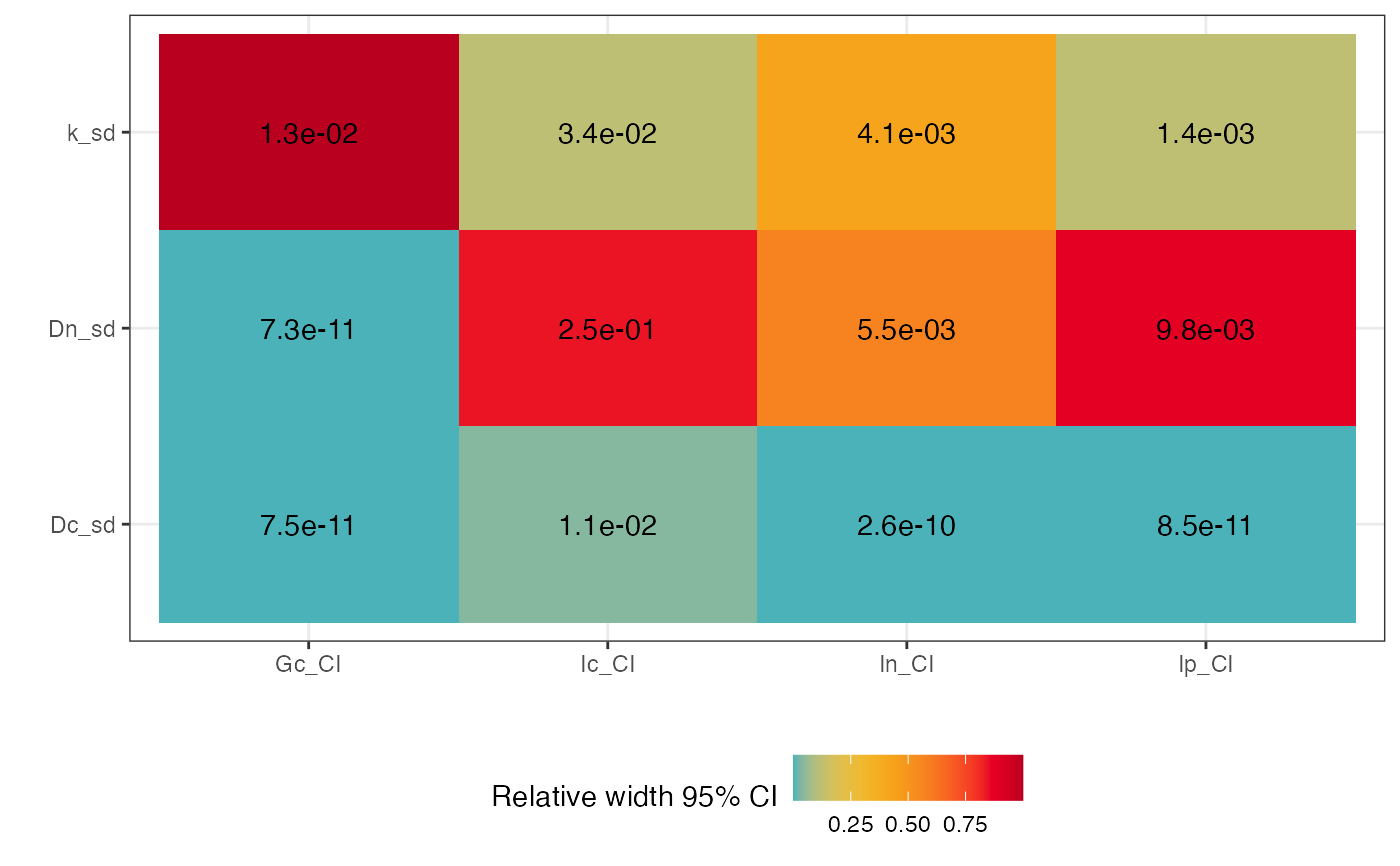 k_sd 1.3e-02 3.4e-02 4.1e-03 1.4e-03
Dn_sd 7.3e-11 2.5e-01 5.5e-03 9.8e-03
Dc_sd 7.5e-11 1.1e-02 2.6e-10 8.5e-11
Gc_CI Ic_CI In_CI Ip_CI
Relative width 95% CI
0.25 0.50 0.75